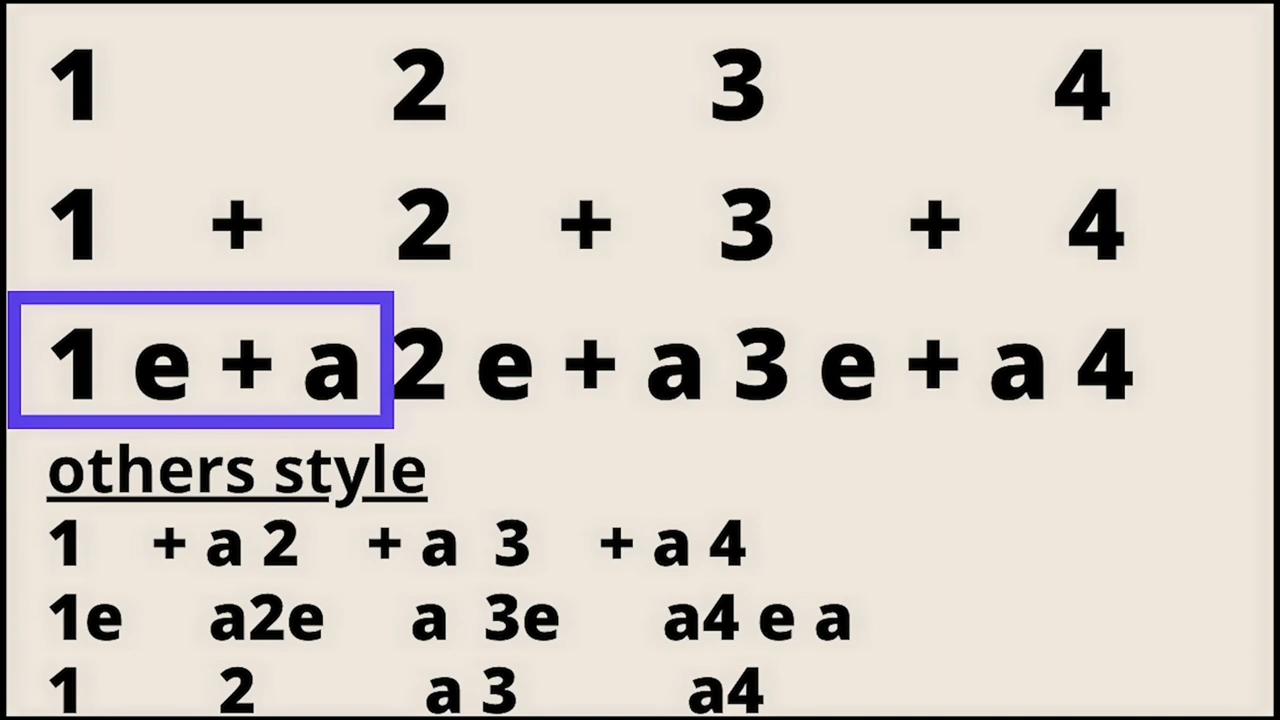 1 2 3 4
1 + 2 + 3 + 4
1 e + a 2 e + a 3 e + a 4
others style
1 + a 2 + a 3 + a 4
1e a2e a 3e a4 e a
1 2 a 3 a4